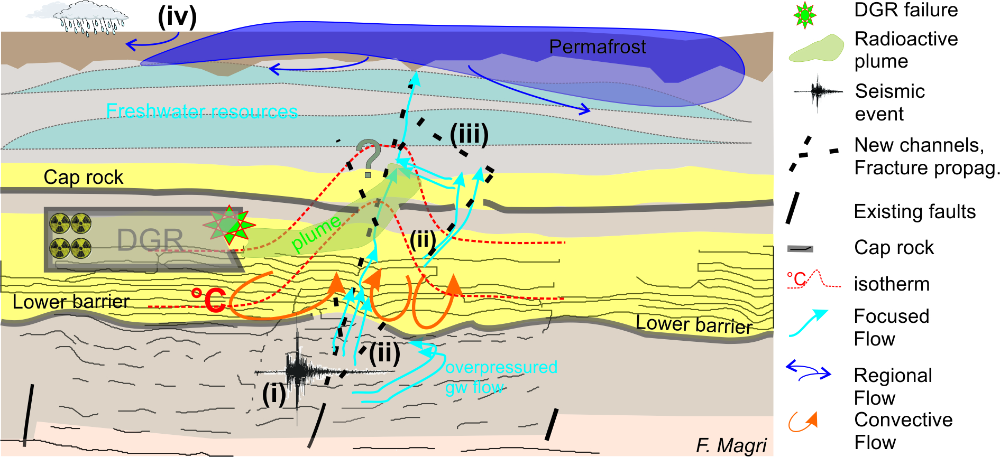 (iv)
Permafrost
Freshwater resources
(iii)
?
Cap rock
DGR
plume
(ii)
°C
Lower barrier
Lower barrier
(ii)
overpressured
gw flow
(i)
F. Magri
DGR failure
Radioactive
plume
Seismic
event
New channels,
Fracture propag.
Existing faults
Cap rock
°C
isotherm
Focused
Flow
Regional
Flow
Convective
Flow